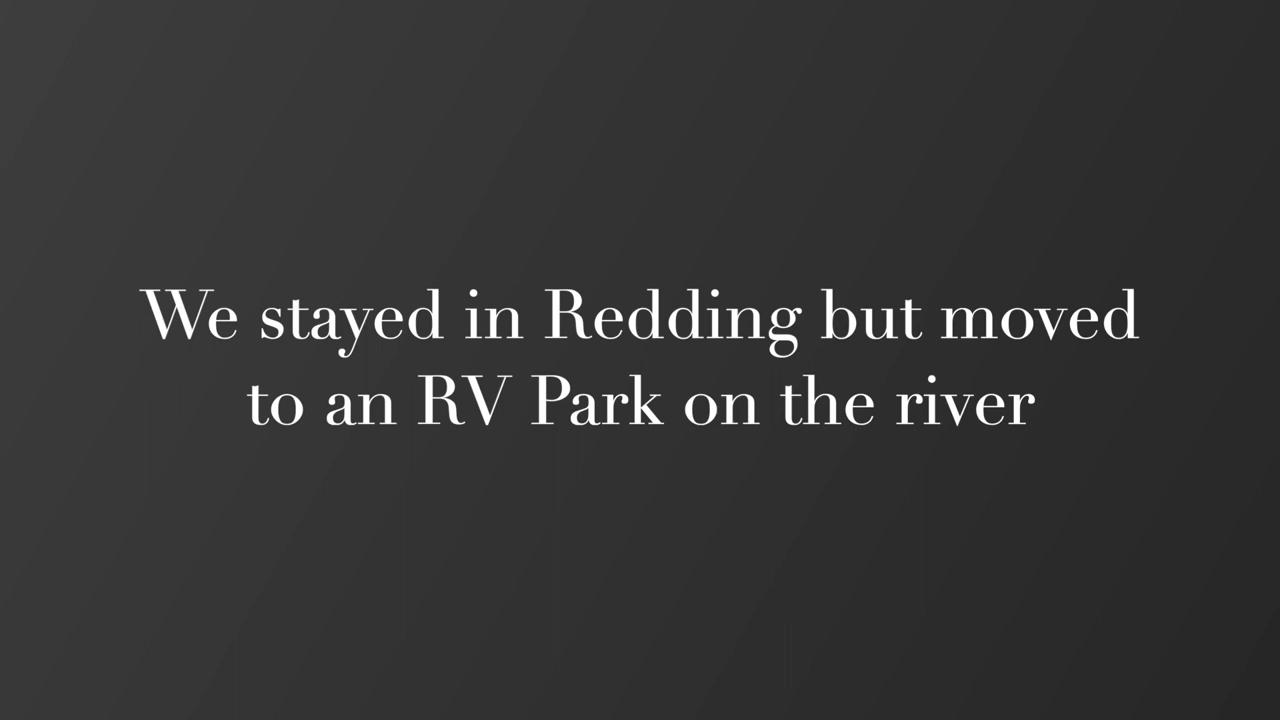 We stayed in Redding but moved
to an RV Park on the river